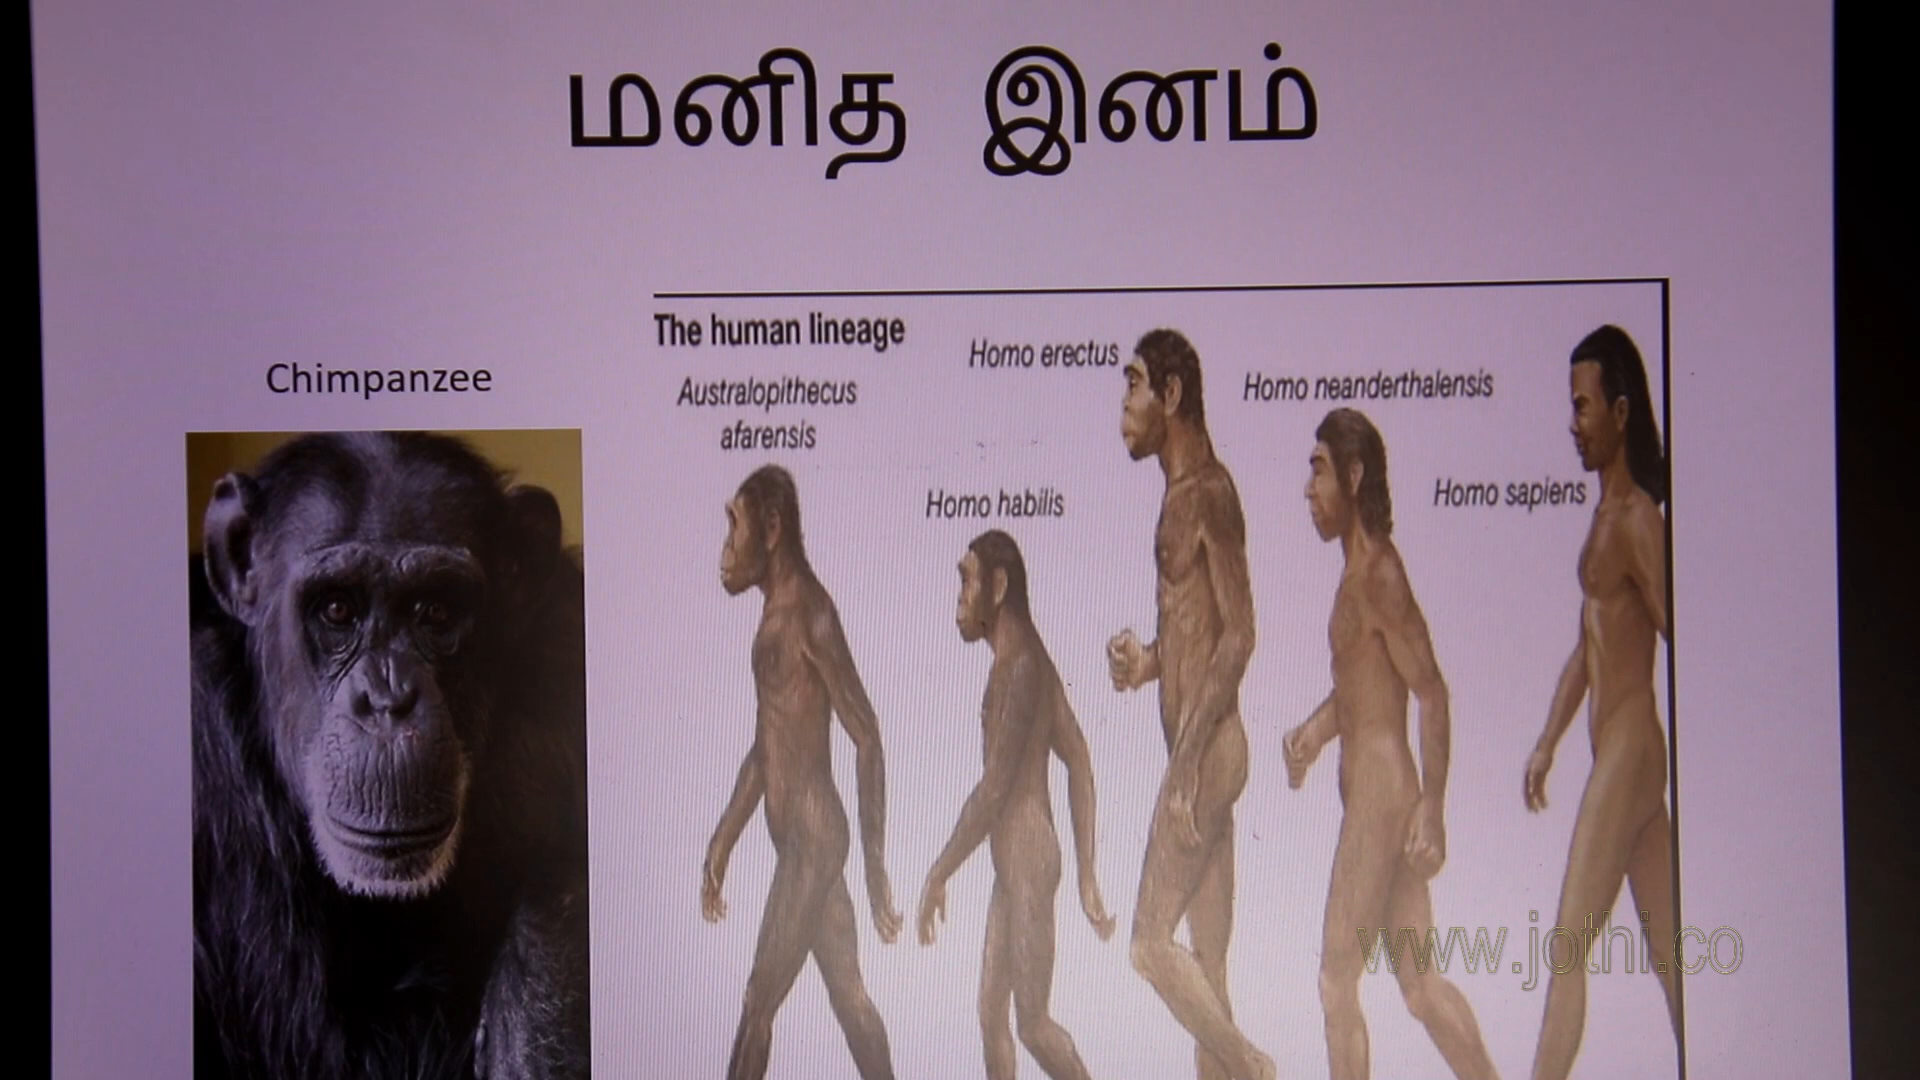 மனித இனம்
Chimpanzee
The human lineage
Australopithecus
afarensis
Homo habilis
Homo erectus
Homo neanderthalensis
Homo sapiens
www.jothi.co